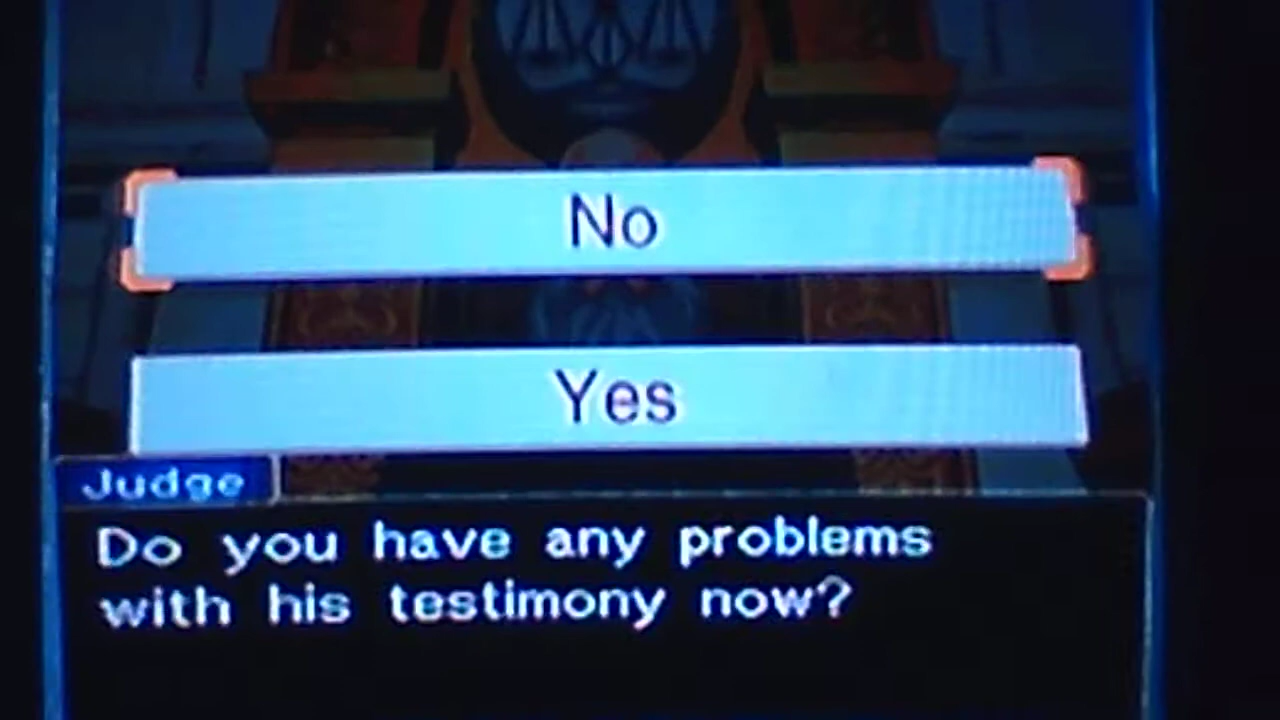 No
Yes
Judge
Do you have any problems
with his testimony now?